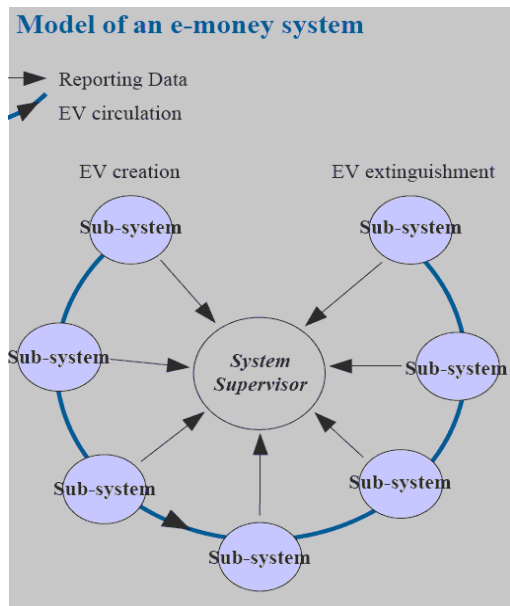 Model of an e-money system
Reporting Data
EV circulation
EV creation
EV extinguishment
Sub-system
Sub-system
Sub-system
System
Supervisor
Sub-system
Sub-system
Sub-system
Sub-system
Sub-system